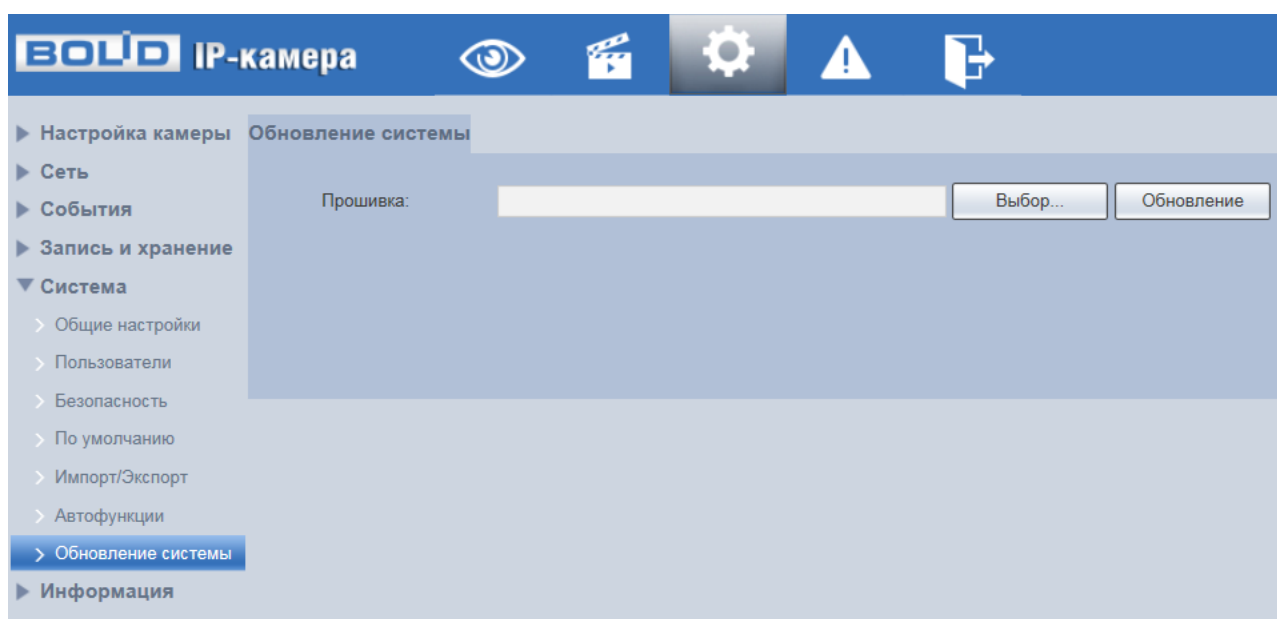 BOLID IP-камера
Настройка камеры
Обновление системы
Сеть
Прошивка:
Выбор...
Обновление
События
Запись и хранение
Система
Общие настройки
Пользователи
Безопасность
По умолчанию
Импорт/Экспорт
Автофункции
Обновление системы
Информация